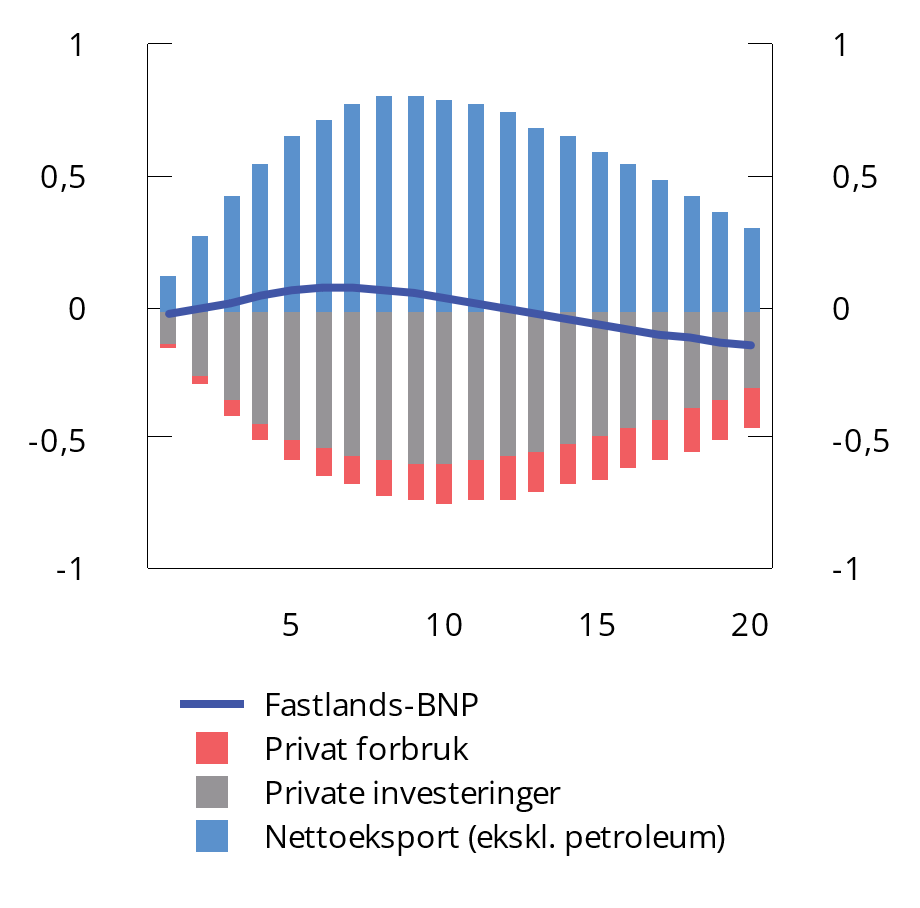 1 1
0,5 0,5
0 0
-0,5 -0,5
-1 -1
5 10 15 20
Fastlands-BNP
Privat forbruk
Private investeringer
Nettoeksport (ekskl. petroleum)